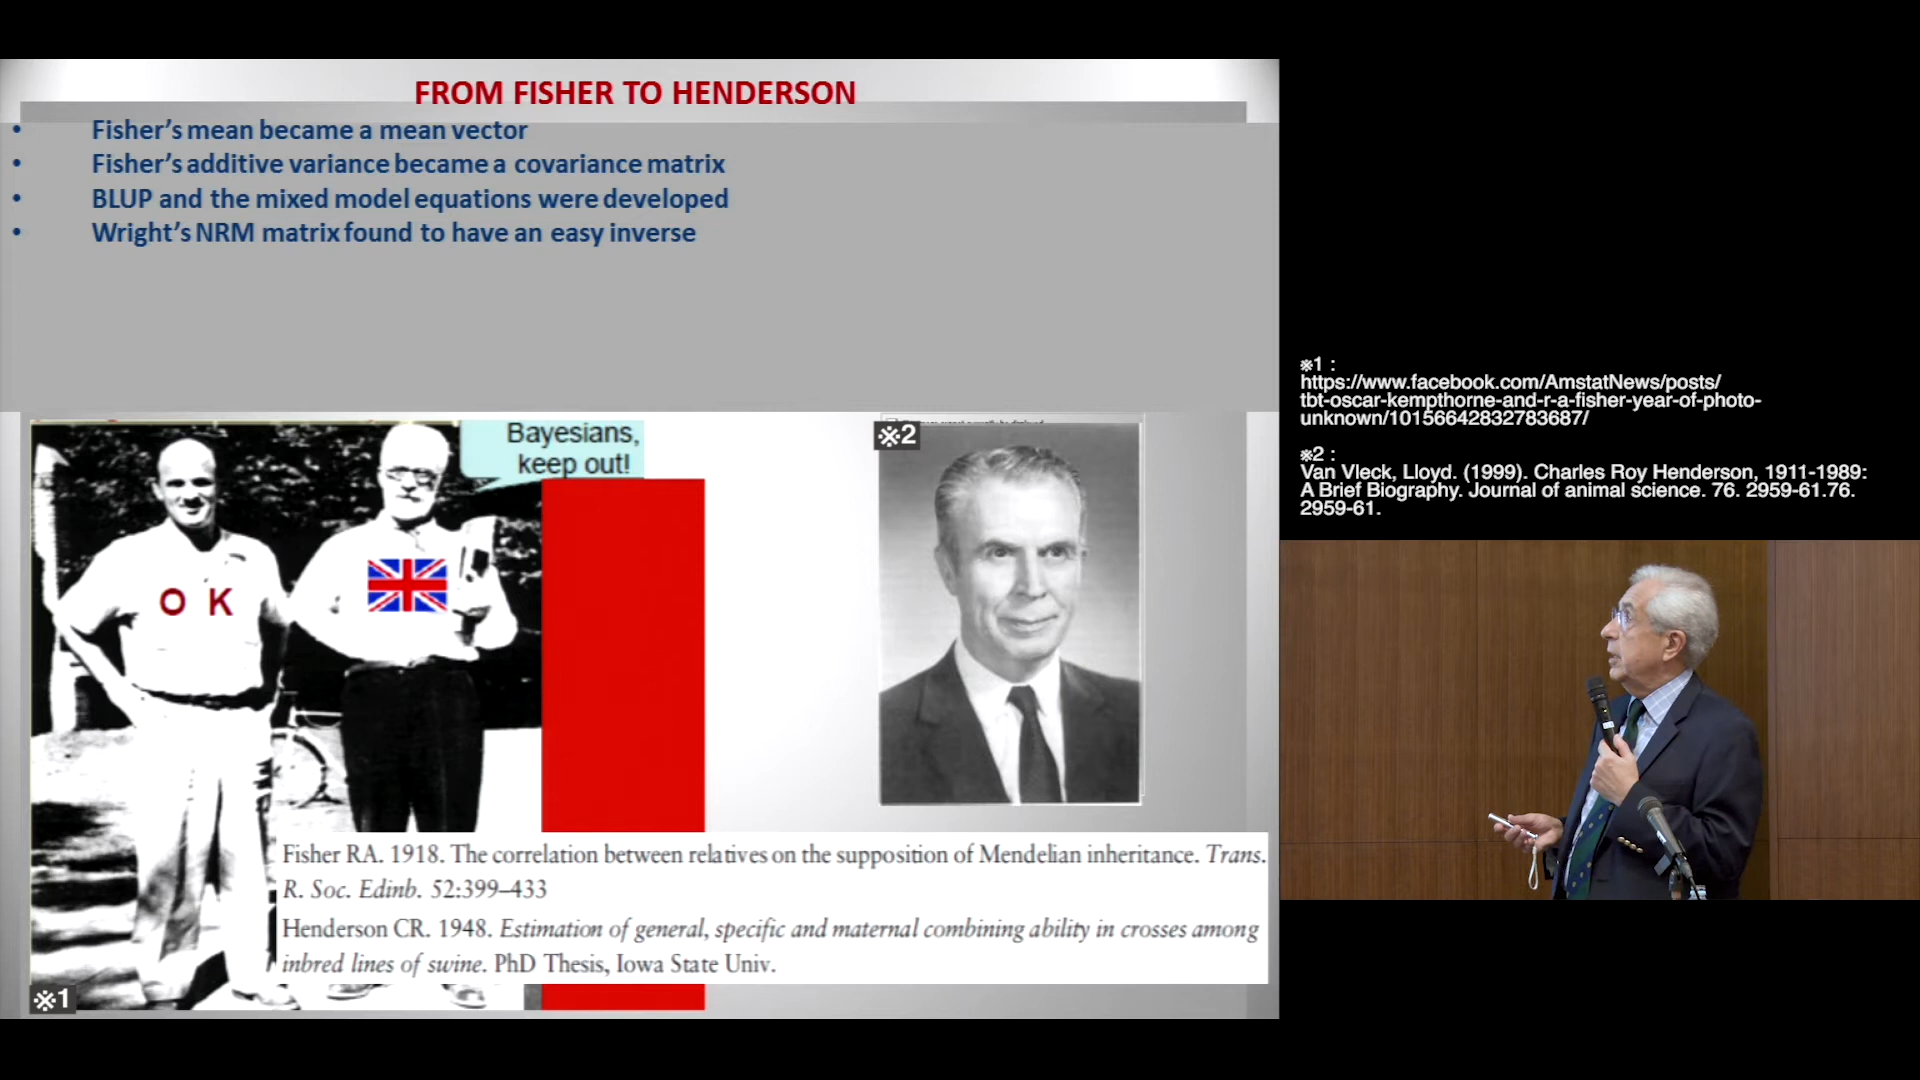 FROM FISHER TO HENDERSON
• Fisher's mean became a mean vector
• Fisher's additive variance became a covariance matrix
• BLUP and the mixed model equations were developed
• Wright's NRM matrix found to have an easy inverse
Bayesians,
keep out!
O K
※1
※2
Fisher RA. 1918. The correlation between relatives on the supposition of Mendelian inheritance. Trans.
R. Soc. Edinb. 52:399–433
Henderson CR. 1948. Estimation of general, specific and maternal combining ability in crosses among
inbred lines of swine. PhD Thesis, Iowa State Univ.
※1 :
https://www.facebook.com/AmstatNews/posts/
tbt-oscar-kempthorne-and-r-a-fisher-year-of-photo-
unknown/10156642832783687/
※2 :
Van Vleck, Lloyd. (1999). Charles Roy Henderson, 1911-1989:
A Brief Biography. Journal of animal science. 76. 2959-61.76.
2959-61.